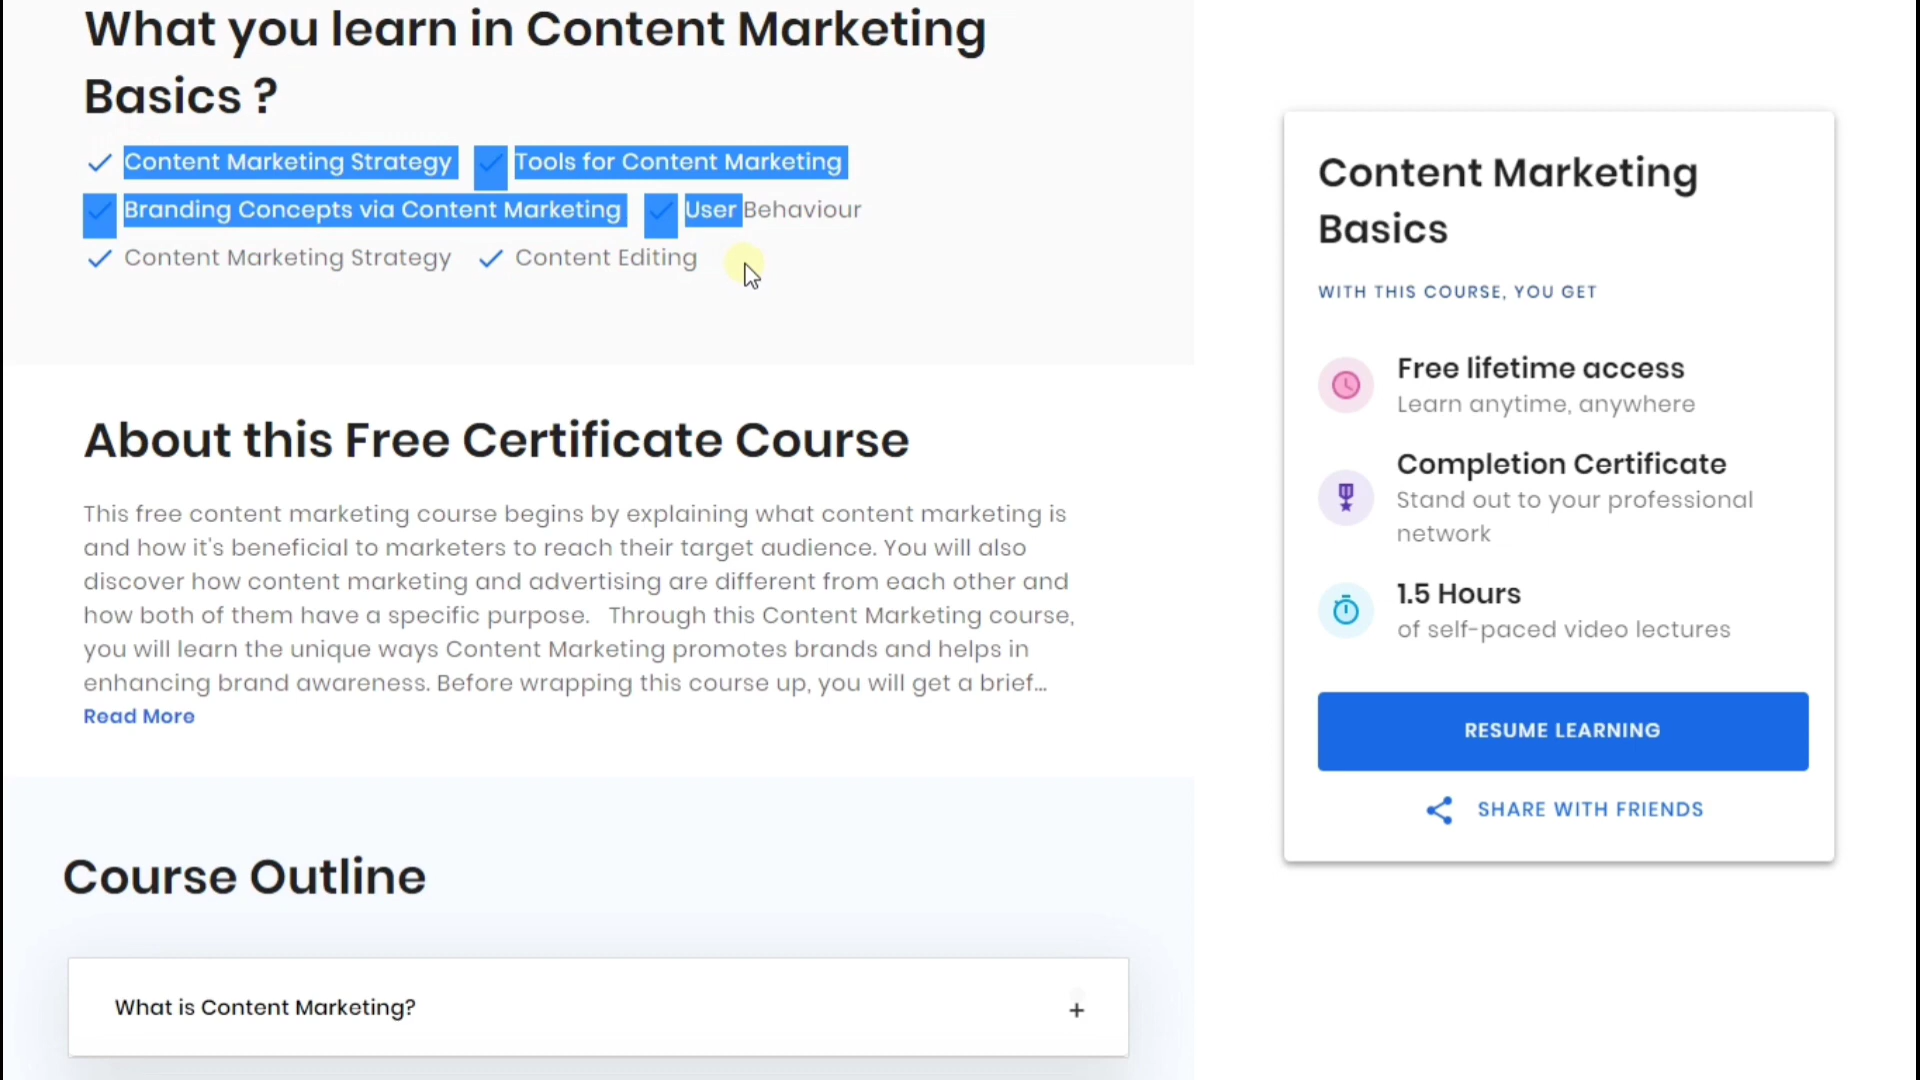 What you learn in Content Marketing
Basics ?
Content Marketing Strategy Tools for Content Marketing
Branding Concepts via Content Marketing User Behaviour
Content Marketing Strategy Content Editing
About this Free Certificate Course
This free content marketing course begins by explaining what content marketing is
and how it's beneficial to marketers to reach their target audience. You will also
discover how content marketing and advertising are different from each other and
how both of them have a specific purpose. Through this Content Marketing course,
you will learn the unique ways Content Marketing promotes brands and helps in
enhancing brand awareness. Before wrapping this course up, you will get a brief...
Read More
Course Outline
What is Content Marketing?
+
Content Marketing
Basics
WITH THIS COURSE, YOU GET
Free lifetime access
Learn anytime, anywhere
Completion Certificate
Stand out to your professional
network
1.5 Hours
of self-paced video lectures
RESUME LEARNING
SHARE WITH FRIENDS